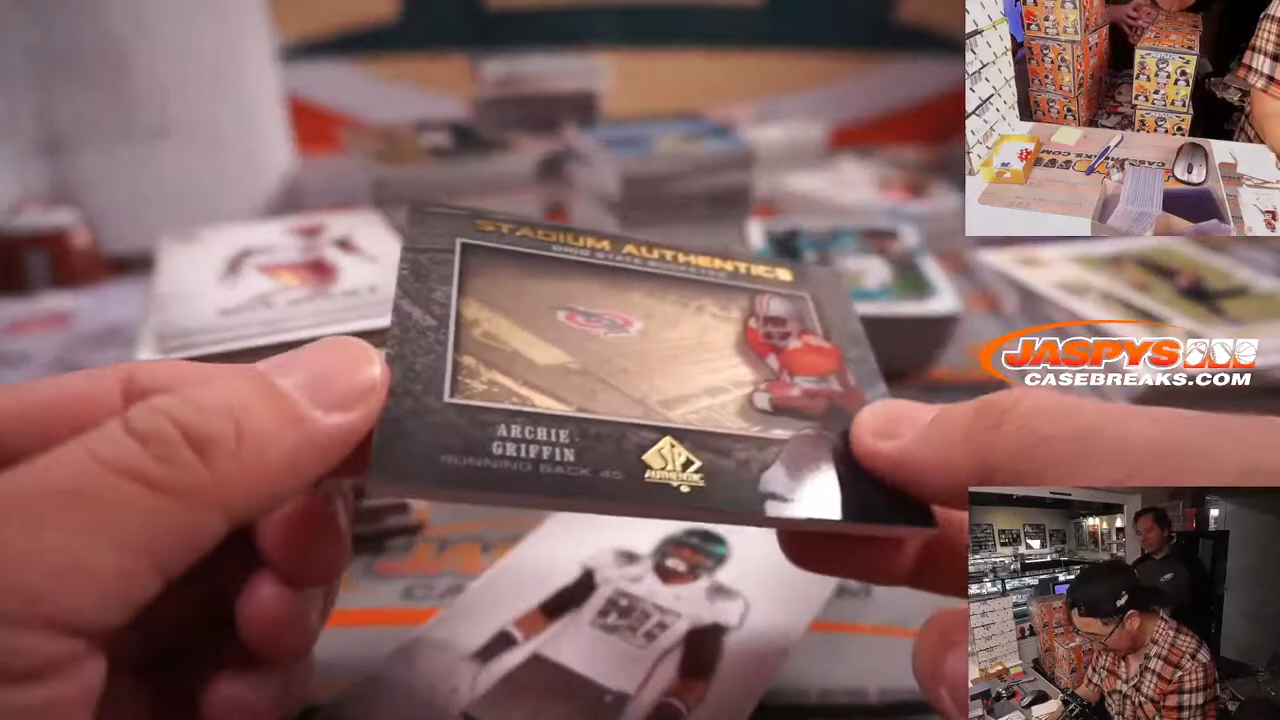 STADIUM AUTHENTICS
OHIO STATE BUCKEYES
ARCHIE
GRIFFIN
RUNNING BACK 45
SP
AUTHENTIC
JASPYS
CASEBREAKS.COM